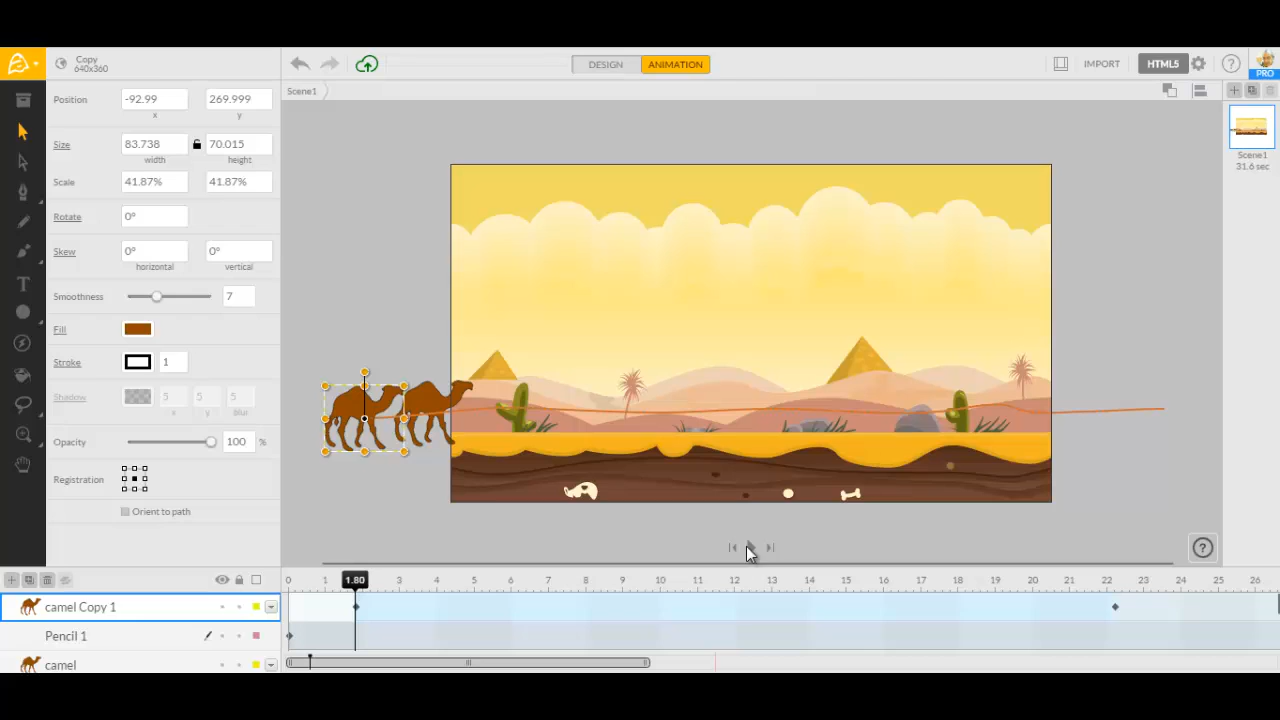 Copy
640x360
DESIGN
ANIMATION
IMPORT
HTML5
?
PRO
Scene1
Position
-92.99
269.999
x
y
Size
83.738
70.015
width
height
Scale
41.87%
41.87%
Rotate
0°
Skew
0°
0°
horizontal
vertical
Smoothness
7
Fill
Stroke
1
Shadow
5
5
5
x
y
blur
Opacity
100
%
Registration
Orient to path
T
Scene1
31.6 sec
?
0
1.80
3
4
5
6
7
8
9
10
11
12
13
14
15
16
17
18
19
20
21
22
23
24
25
26
camel Copy 1
Pencil 1
camel